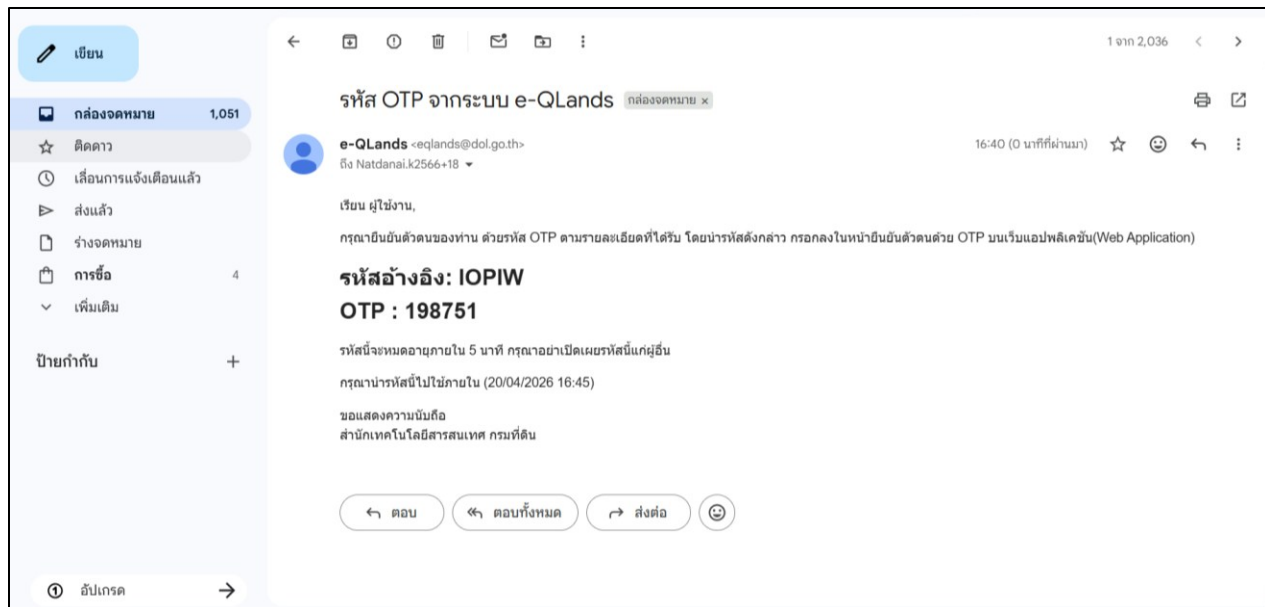 เขียน
1 จาก 2,036
รหัส OTP จากระบบ e-QLands กล่องจดหมาย ×
กล่องจดหมาย 1,051
ติดดาว
เลื่อนการแจ้งเตือนแล้ว
ส่งแล้ว
ร่างจดหมาย
การซื้อ 4
เพิ่มเติม
ป้ายกำกับ +
e-QLands <eqlands@dol.go.th> 16:40 (0 นาทีที่ผ่านมา)
ถึง Natdanai.k2566+18
เรียน ผู้ใช้งาน,
กรุณายืนยันตัวตนของท่าน ด้วยรหัส OTP ตามรายละเอียดที่ได้รับ โดยนำรหัสดังกล่าว กรอกลงในหน้ายืนยันตัวตนด้วย OTP บนเว็บแอปพลิเคชัน(Web Application)
รหัสอ้างอิง: IOPIW
OTP : 198751
รหัสนี้จะหมดอายุภายใน 5 นาที กรุณาอย่าเปิดเผยรหัสนี้แก่ผู้อื่น
กรุณานำรหัสนี้ไปใช้ภายใน (20/04/2026 16:45)
ขอแสดงความนับถือ
สำนักเทคโนโลยีสารสนเทศ กรมที่ดิน
ตอบ ตอบทั้งหมด ส่งต่อ
อัปเกรด